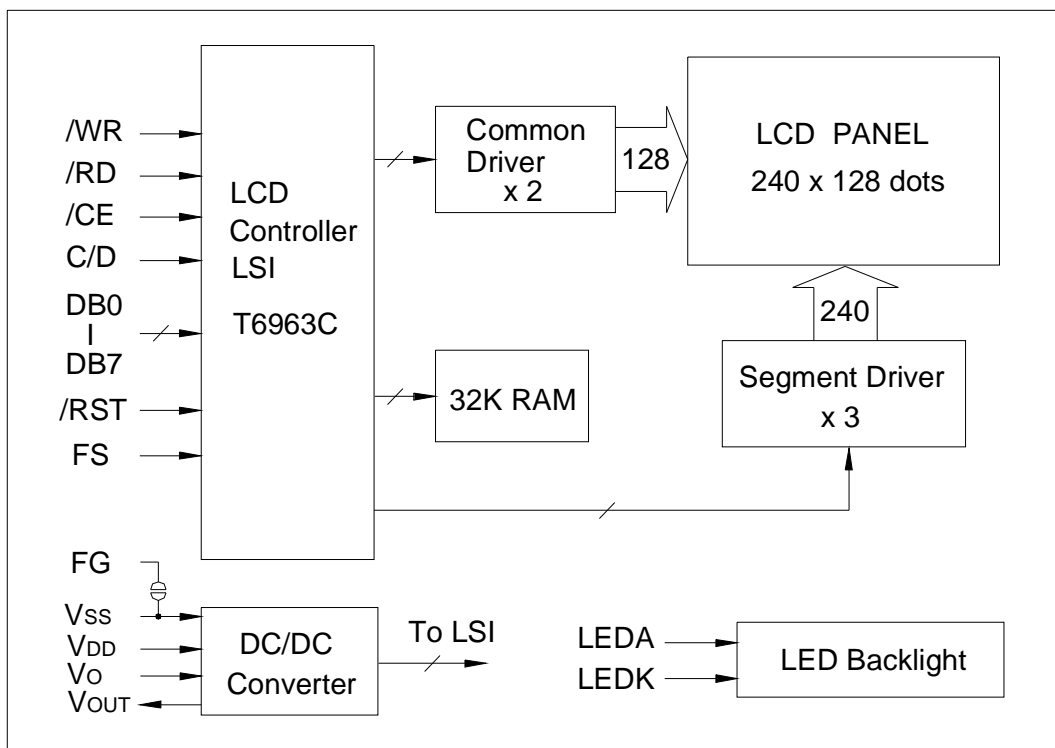 /WR
/RD
/CE
C/D
DB0
I
DB7
/RST
FS
FG
VSS
VDD
VO
VOUT
LCD
Controller
LSI
T6963C
Common
Driver
x 2
128
LCD PANEL
240 x 128 dots
240
32K RAM
Segment Driver
x 3
DC/DC
Converter
To LSI
LEDA
LEDK
LED Backlight